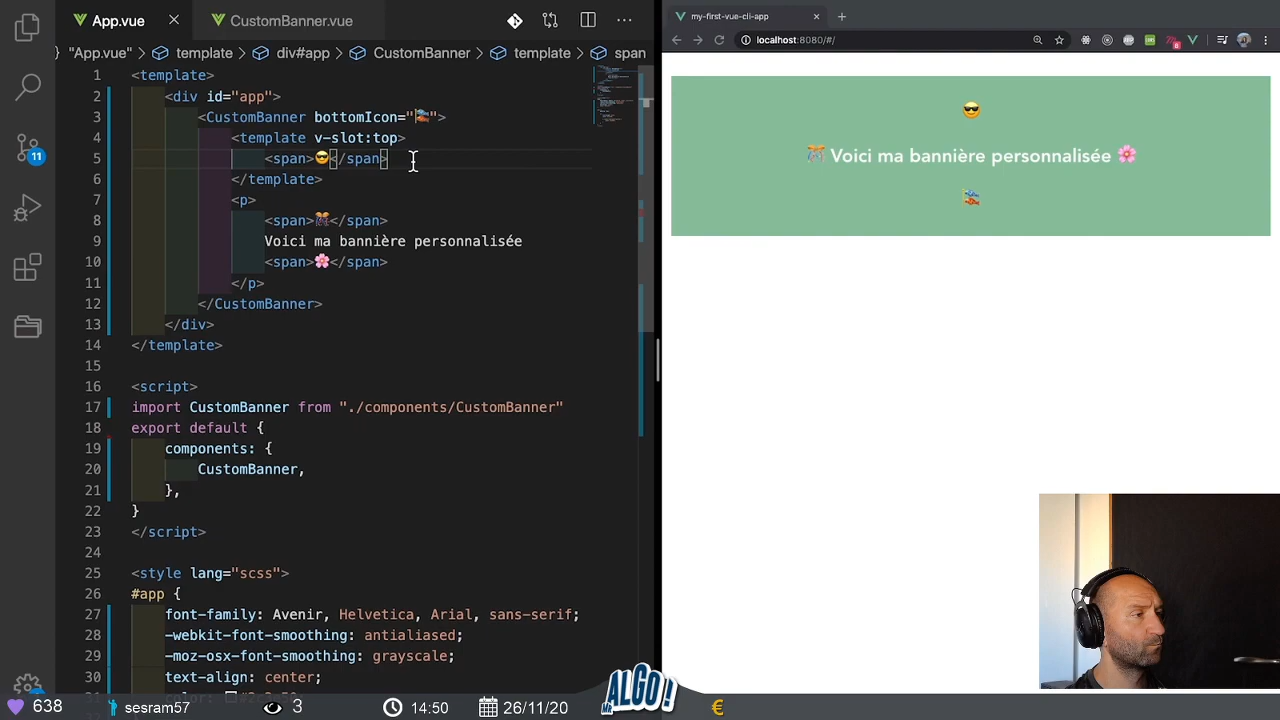 App.vue
CustomBanner.vue
my-first-vue-cli-app
} "App.vue" > template > div#app > CustomBanner > template > span
localhost:8080/#/
1 <template>
2 <div id="app">
3 <CustomBanner bottomIcon="🎏">
4 <template v-slot:top>
5 <span>😎</span>
6 </template>
7 <p>
8 <span>🎊</span>
9 Voici ma bannière personnalisée
10 <span>🌸</span>
11 </p>
12 </CustomBanner>
13 </div>
14 </template>
15
16 <script>
17 import CustomBanner from "./components/CustomBanner"
18 export default {
19 components: {
20 CustomBanner,
21 },
22 }
23 </script>
24
25 <style lang="scss">
26 #app {
27 font-family: Avenir, Helvetica, Arial, sans-serif;
28 -webkit-font-smoothing: antialiased;
29 -moz-osx-font-smoothing: grayscale;
30 text-align: center;
11
😎
🎊 Voici ma bannière personnalisée 🌸
🎏
638
sesram57
3
14:50
26/11/20
ALGO!
€